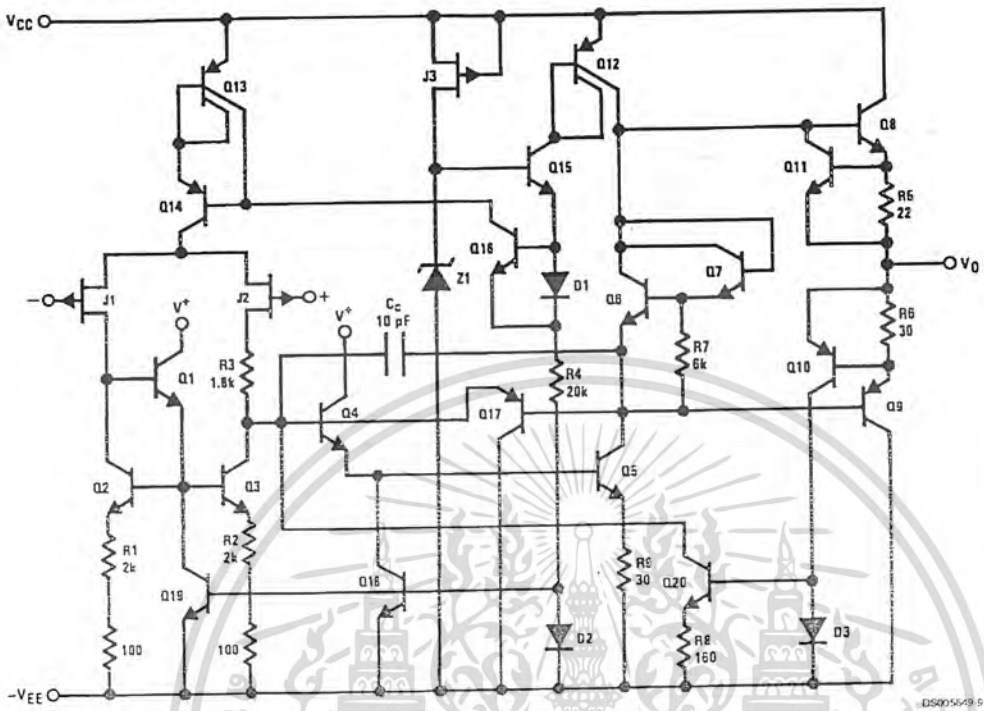 VCC
Q13
J3
Q12
Q8
Q11
Q15
R5
22
Q14
Q16
Q7
VO
J1
J2
V+
D1
Q6
R6
30
CC
10 pF
V+
R3
1.8k
Q1
R7
6k
Q10
R4
20k
Z1
Q4
Q17
Q9
Q2
Q3
Q5
R1
2k
R2
2k
Q19
Q18
R9
30
Q20
D2
D3
R8
160
100
100
-VEE
DS005649-9